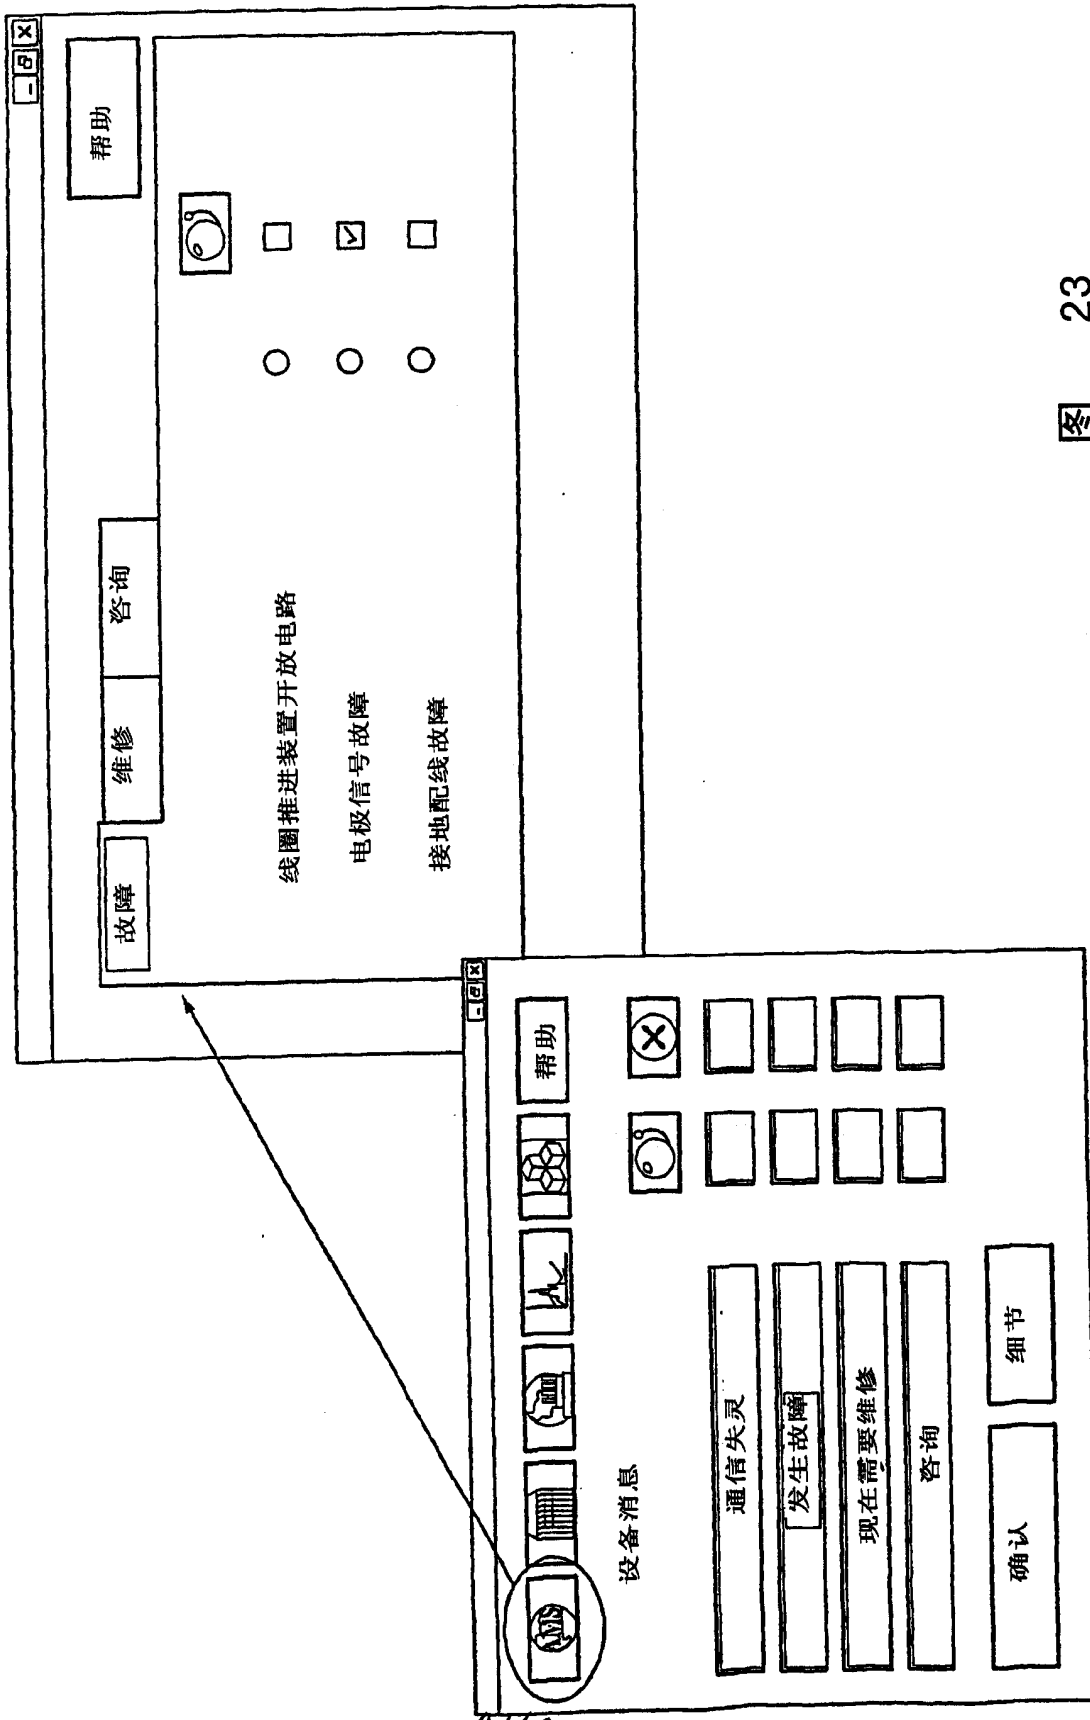 帮助
故障
维修
咨询
线圈推进装置开放电路
电极信号故障
接地配线故障
AMS
帮助
设备消息
通信失灵
发生故障
现在需要维修
咨询
确认
细节
图 23